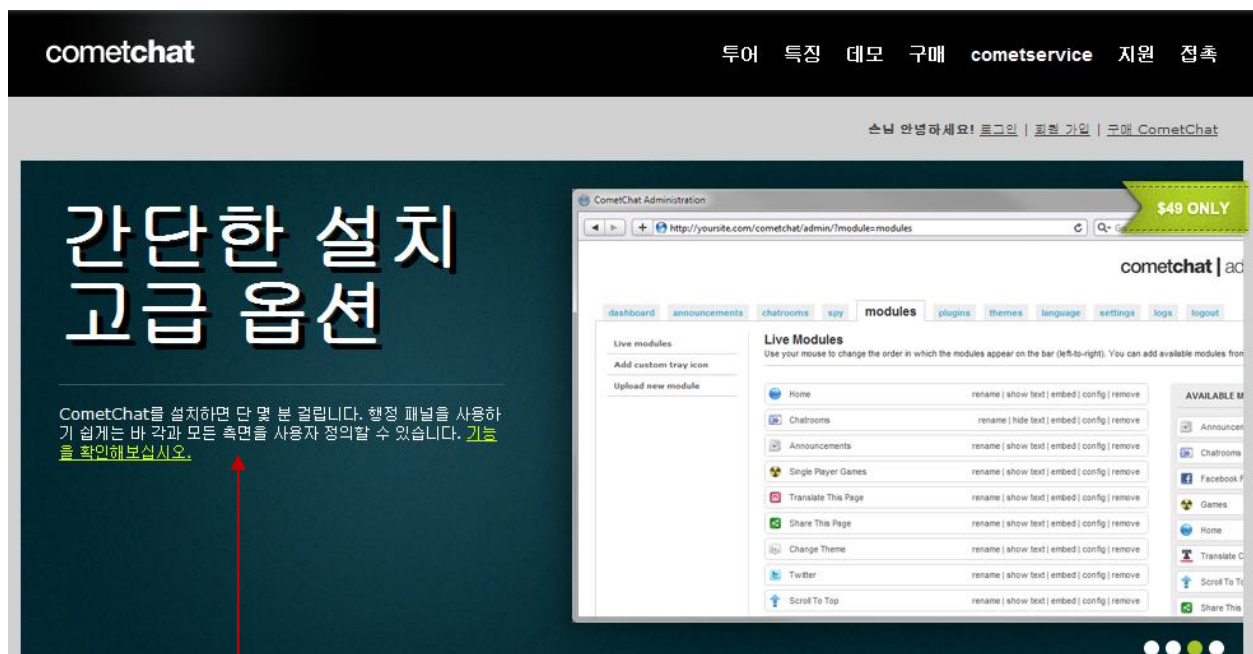 cometchat
투어 특징 데모 구매 cometservice 지원 접촉
손님 안녕하세요! 로그인 | 회원 가입 | 구매 CometChat
간단한 설치
고급 옵션
CometChat를 설치하면 단 몇 분 걸립니다. 행정 패널을 사용하
기 쉽게는 바 각과 모든 측면을 사용자 정의할 수 있습니다. 기능
을 확인해보십시오.
CometChat Administration
$49 ONLY
http://yoursite.com/cometchat/admin/?module=modules
cometchat | ad
dashboard announcements chatrooms spy modules plugins themes language settings logs logout
Live modules
Add custom tray icon
Upload new module
Live Modules
Use your mouse to change the order in which the modules appear on the bar (left-to-right). You can add available modules from
Home rename | show text | embed | config | remove
Chatrooms rename | hide text | embed | config | remove
Announcements rename | show text | embed | config | remove
Single Player Games rename | show text | embed | config | remove
Translate This Page rename | show text | embed | config | remove
Share This Page rename | show text | embed | config | remove
Change Theme rename | show text | embed | config | remove
Twitter rename | show text | embed | config | remove
Scroll To Top rename | show text | embed | config | remove
AVAILABLE M
Announcem
Chatrooms
Facebook F
Games
Home
Translate C
Scroll To To
Share This